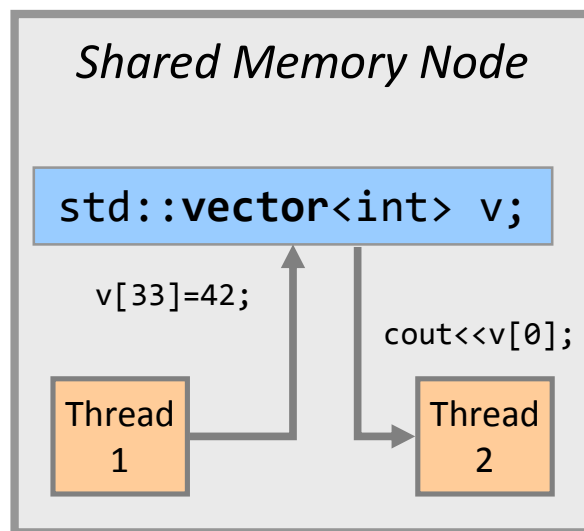 Shared Memory Node
std::vector<int> v;
v[33]=42;
cout<<v[0];
Thread
1
Thread
2